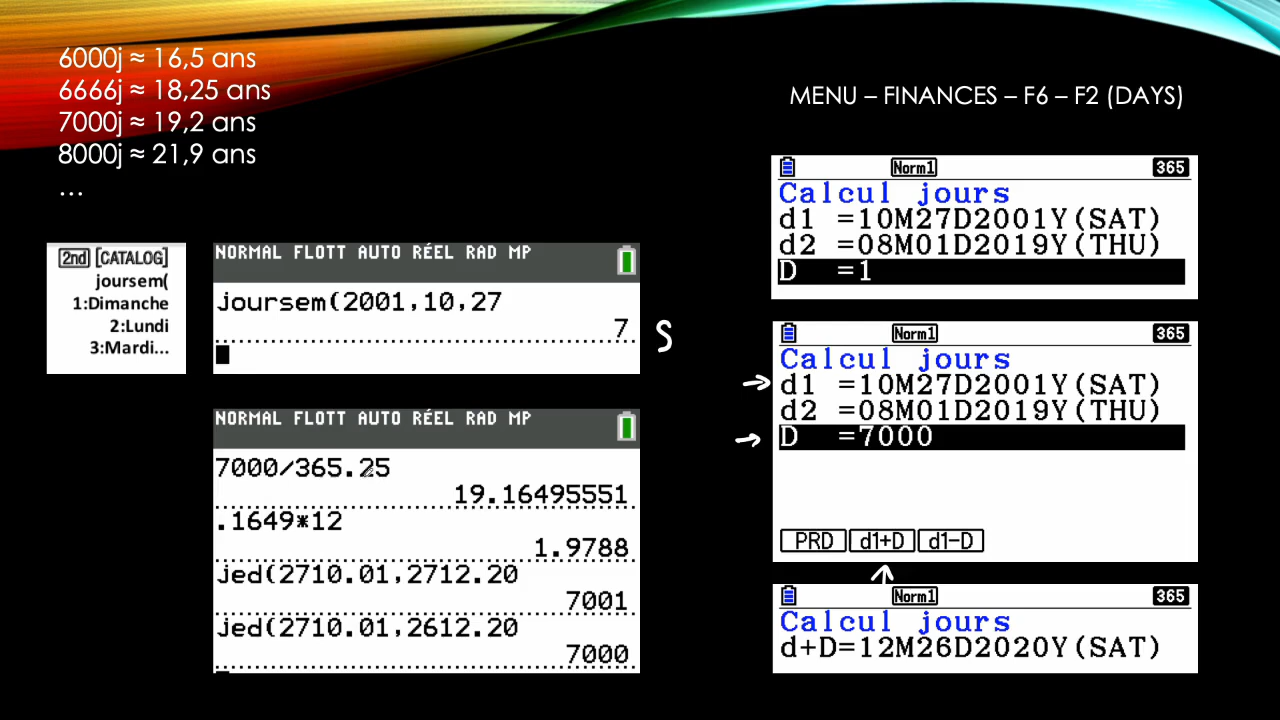 6000j ≈ 16,5 ans
6666j ≈ 18,25 ans
7000j ≈ 19,2 ans
8000j ≈ 21,9 ans
…
2nd [CATALOG]
joursem(
1:Dimanche
2:Lundi
3:Mardi...
NORMAL FLOTT AUTO RÉEL RAD MP
joursem(2001,10,27
7
S
NORMAL FLOTT AUTO RÉEL RAD MP
7000/365.25
19.16495551
.1649*12
1.9788
jed(2710.01,2712.20
7001
jed(2710.01,2612.20
7000
MENU – FINANCES – F6 – F2 (DAYS)
Norm1 365
Calcul jours
d1 =10M27D2001Y(SAT)
d2 =08M01D2019Y(THU)
D =1
Norm1 365
Calcul jours
d1 =10M27D2001Y(SAT)
d2 =08M01D2019Y(THU)
D =7000
PRD d1+D d1-D
Norm1 365
Calcul jours
d+D=12M26D2020Y(SAT)